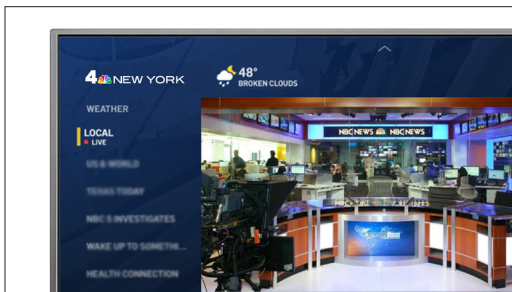 4 NEW YORK
48°
BROKEN CLOUDS
WEATHER
LOCAL
LIVE
US & WORLD
TEXAS TODAY
NBC 5 INVESTIGATES
WAKE UP TO SOMETHI...
HEALTH CONNECTION
NBC NEWS NBC NEWS